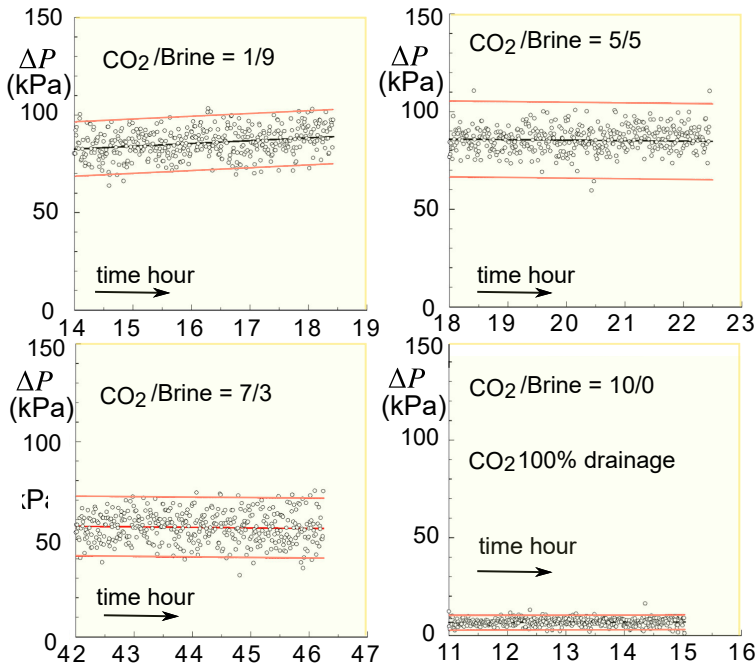 150
ΔP
(kPa)
CO2/Brine = 1/9
100
50
time hour
0
14 15 16 17 18 19
150
ΔP
(kPa)
CO2/Brine = 5/5
100
50
time hour
0
18 19 20 21 22 23
150
ΔP
(kPa)
CO2/Brine = 7/3
100
kPa
50
time hour
0
42 43 44 45 46 47
150
ΔP
(kPa)
CO2/Brine = 10/0
100
CO2 100% drainage
50
time hour
0
11 12 13 14 15 16